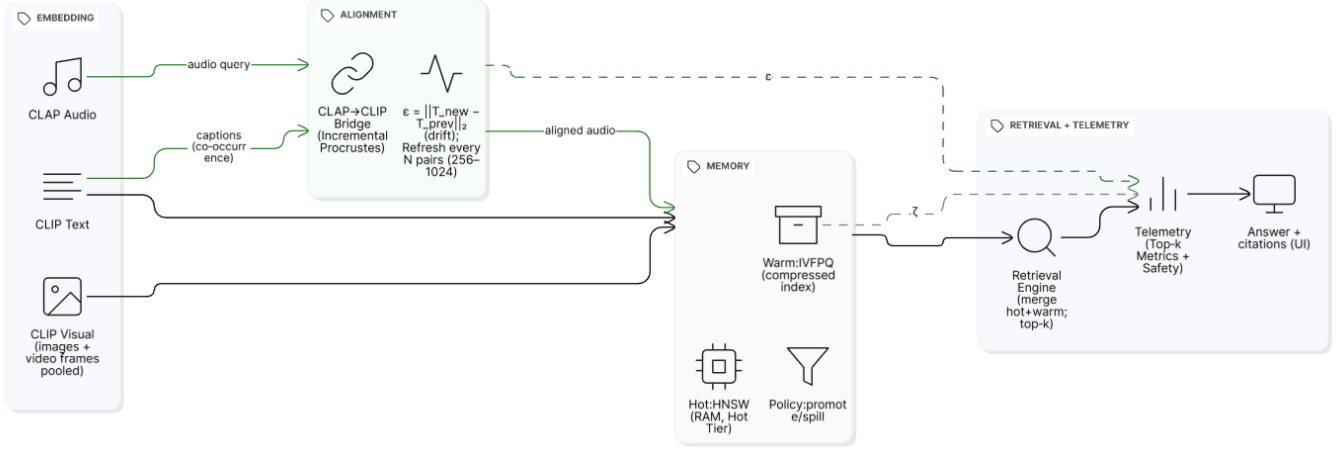 EMBEDDING
CLAP Audio
CLIP Text
CLIP Visual
(images +
video frames
pooled)
audio query
captions
(co-occurr
ence)
ALIGNMENT
CLAP→CLIP
Bridge
(Incremental
Procrustes)
ε = ||T_new −
T_prev||₂
(drift);
Refresh every
N pairs (256–
1024)
aligned audio
ε
MEMORY
Warm:IVFPQ
(compressed
index)
Hot:HNSW
(RAM, Hot
Tier)
Policy:promot
e/spill
ζ
RETRIEVAL + TELEMETRY
Retrieval
Engine
(merge
hot+warm;
top-k)
Telemetry
(Top-k
Metrics +
Safety)
Answer +
citations (UI)